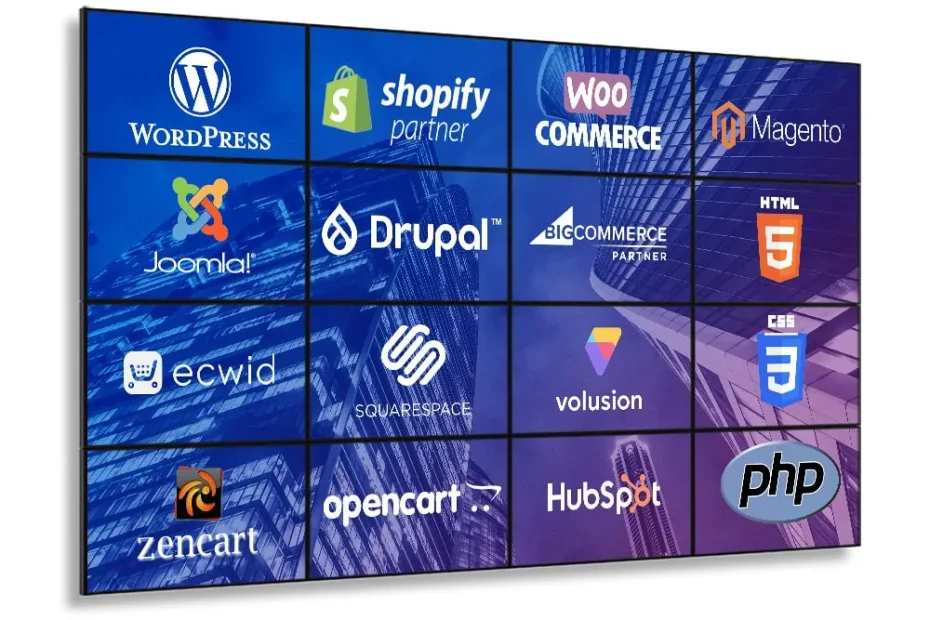 W
WORDPRESS
S
shopify
partner
WOO
COMMERCE
Magento®
Joomla!®
Drupal™
BIGCOMMERCE
PARTNER
HTML
5
ecwid
SQUARESPACE
volusion
CSS
3
zencart
opencart
HubSpot
php